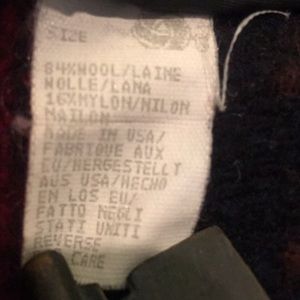 SIZE
84% WOOL/LAINE
WOLLE/LANA
16% NYLON/NILON
NAILON
MADE IN USA/
FABRIQUE AUX
EU/HERGESTELLT
AUS USA/HECHO
EN LOS EU/
FATTO NEGLI
STATI UNITI
REVERSE
CARE